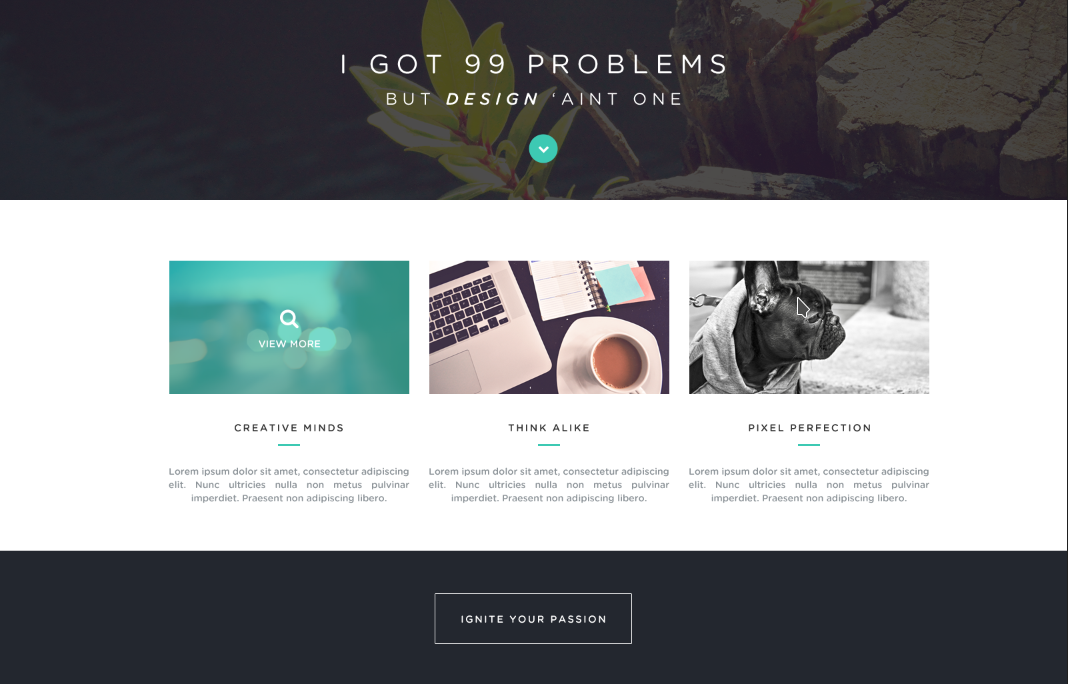 I GOT 99 PROBLEMS
BUT DESIGN ‘AINT ONE
VIEW MORE
CREATIVE MINDS
Lorem ipsum dolor sit amet, consectetur adipiscing
elit. Nunc ultricies nulla non metus pulvinar
imperdiet. Praesent non adipiscing libero.
THINK ALIKE
Lorem ipsum dolor sit amet, consectetur adipiscing
elit. Nunc ultricies nulla non metus pulvinar
imperdiet. Praesent non adipiscing libero.
PIXEL PERFECTION
Lorem ipsum dolor sit amet, consectetur adipiscing
elit. Nunc ultricies nulla non metus pulvinar
imperdiet. Praesent non adipiscing libero.
IGNITE YOUR PASSION